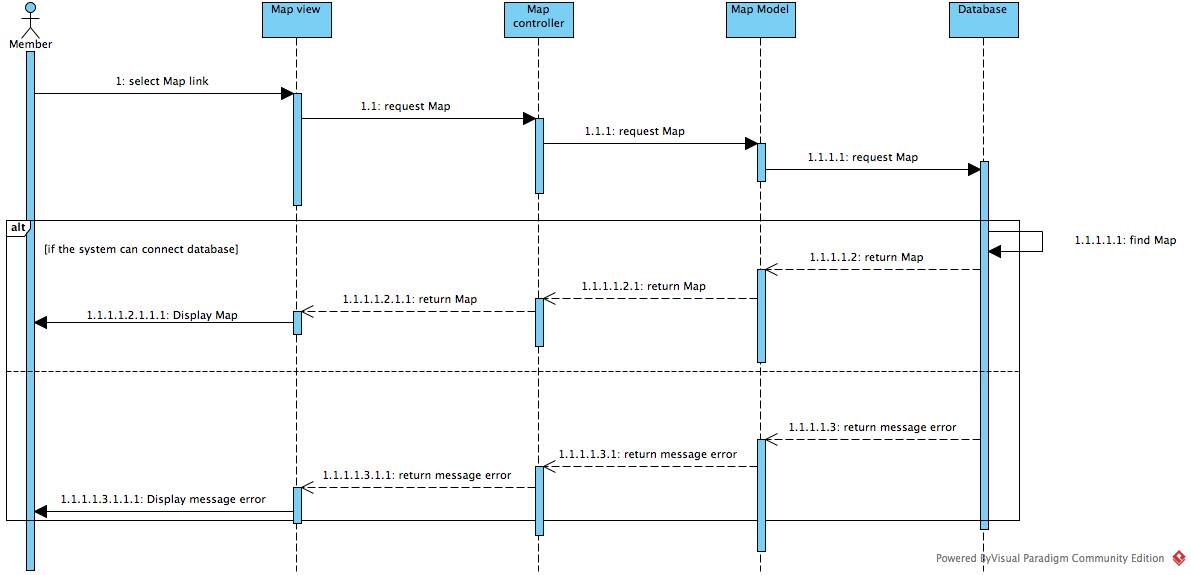 Member
Map view
Map
controller
Map Model
Database
1: select Map link
1.1: request Map
1.1.1: request Map
1.1.1.1: request Map
alt
[if the system can connect database]
1.1.1.1.1: find Map
1.1.1.1.2: return Map
1.1.1.1.2.1: return Map
1.1.1.1.2.1.1: return Map
1.1.1.1.2.1.1.1: Display Map
1.1.1.1.3: return message error
1.1.1.1.3.1: return message error
1.1.1.1.3.1.1: return message error
1.1.1.1.3.1.1.1: Display message error
Powered ByVisual Paradigm Community Edition